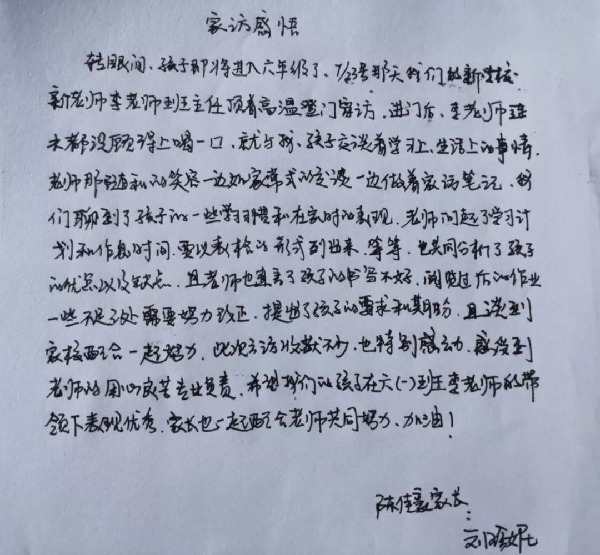 家访感悟
转眼间、孩子即将进入六年级了、7/23号那天我们的新学校
新老师李老师到班主任顶着高温登门家访、进门后、李老师连
水都没顾得上喝一口、就与我、孩子交谈着学习上、生活上的事情.
老师那随和的笑容一边如家常式的交谈一边做着家访笔记、我
们聊到了孩子的一些学习习惯和在家时的表现、老师问起了学习计
划和作息时间.要以表格的形式列出来.等等.也共同分析了孩子
的优点以及缺点、且老师也直言了孩子的书写不好、阅览过后的作业
一些不足之处需要努力改正、提出了孩子的要求和期盼、且谈到
家校配合一起努力、此次访收获不少、也特别感动、感受到
老师的用心良苦专业负责、希望我们的孩子在六(一)班李老师的带
领下表现优秀、家长也一起配合老师共同努力、加油!
陈佳豪家长: